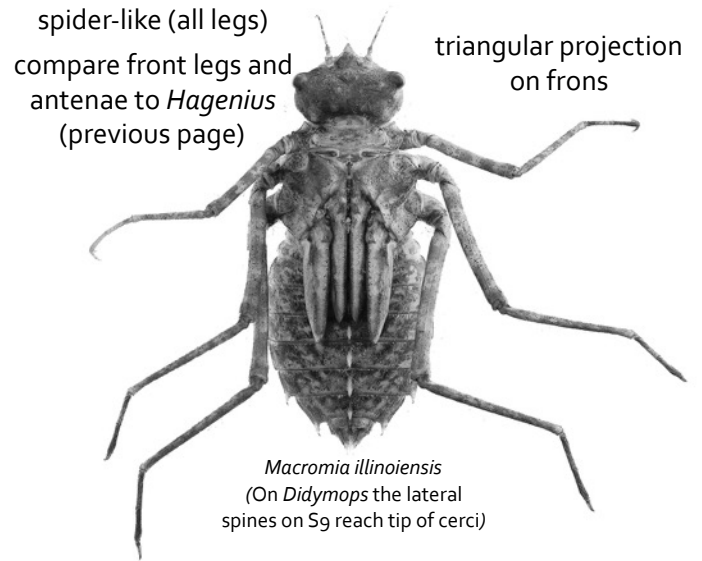 spider-like (all legs)
compare front legs and
antenae to Hagenius
(previous page)
triangular projection
on frons
Macromia illinoiensis
(On Didymops the lateral
spines on S9 reach tip of cerci)